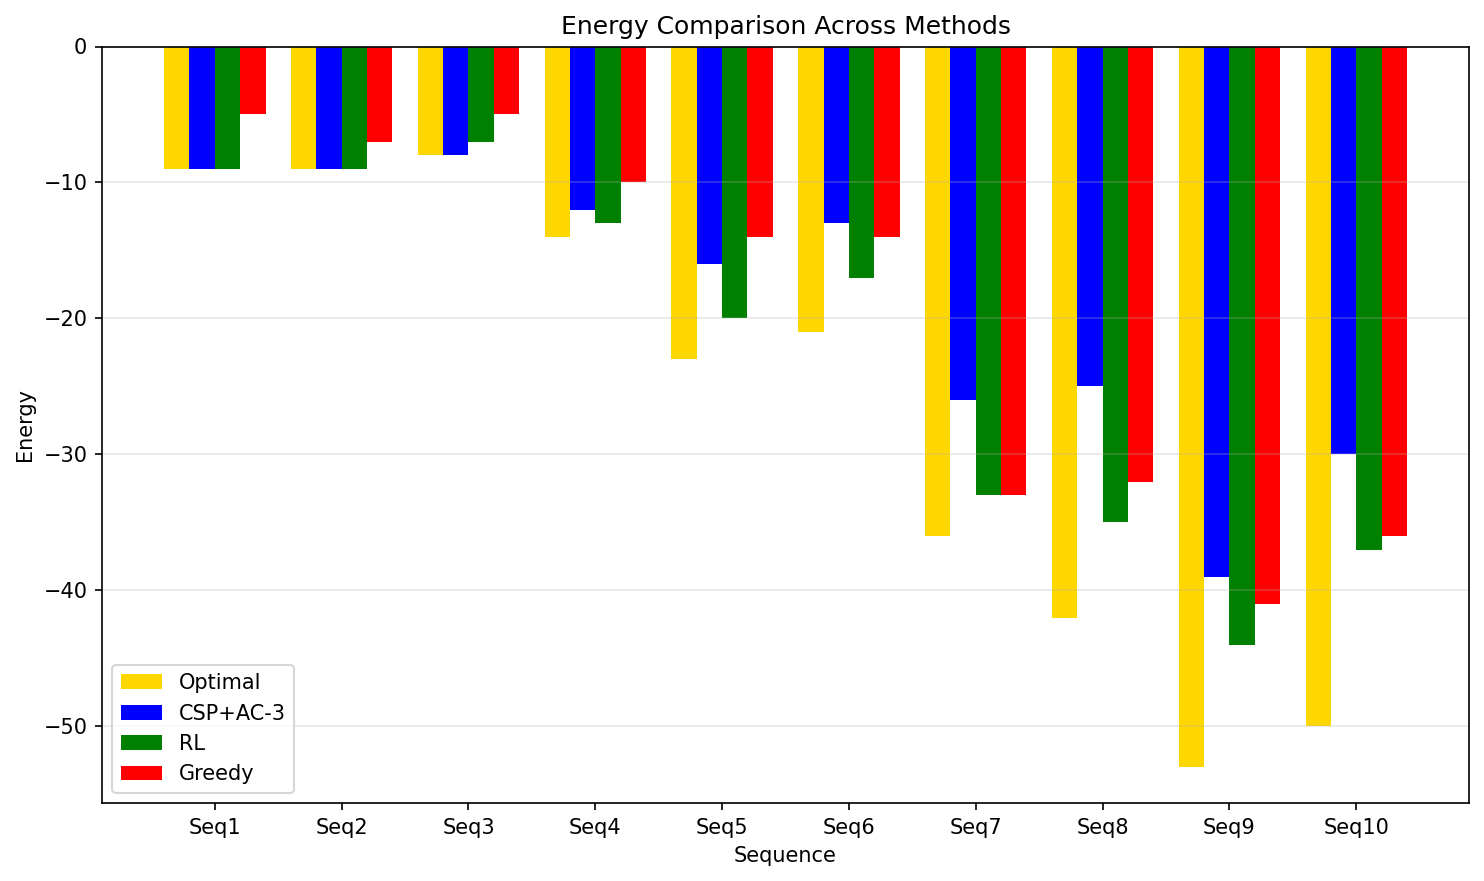 Energy Comparison Across Methods
0
−10
−20
−30
−40
−50
Energy
Optimal
CSP+AC-3
RL
Greedy
Seq1 Seq2 Seq3 Seq4 Seq5 Seq6 Seq7 Seq8 Seq9 Seq10
Sequence